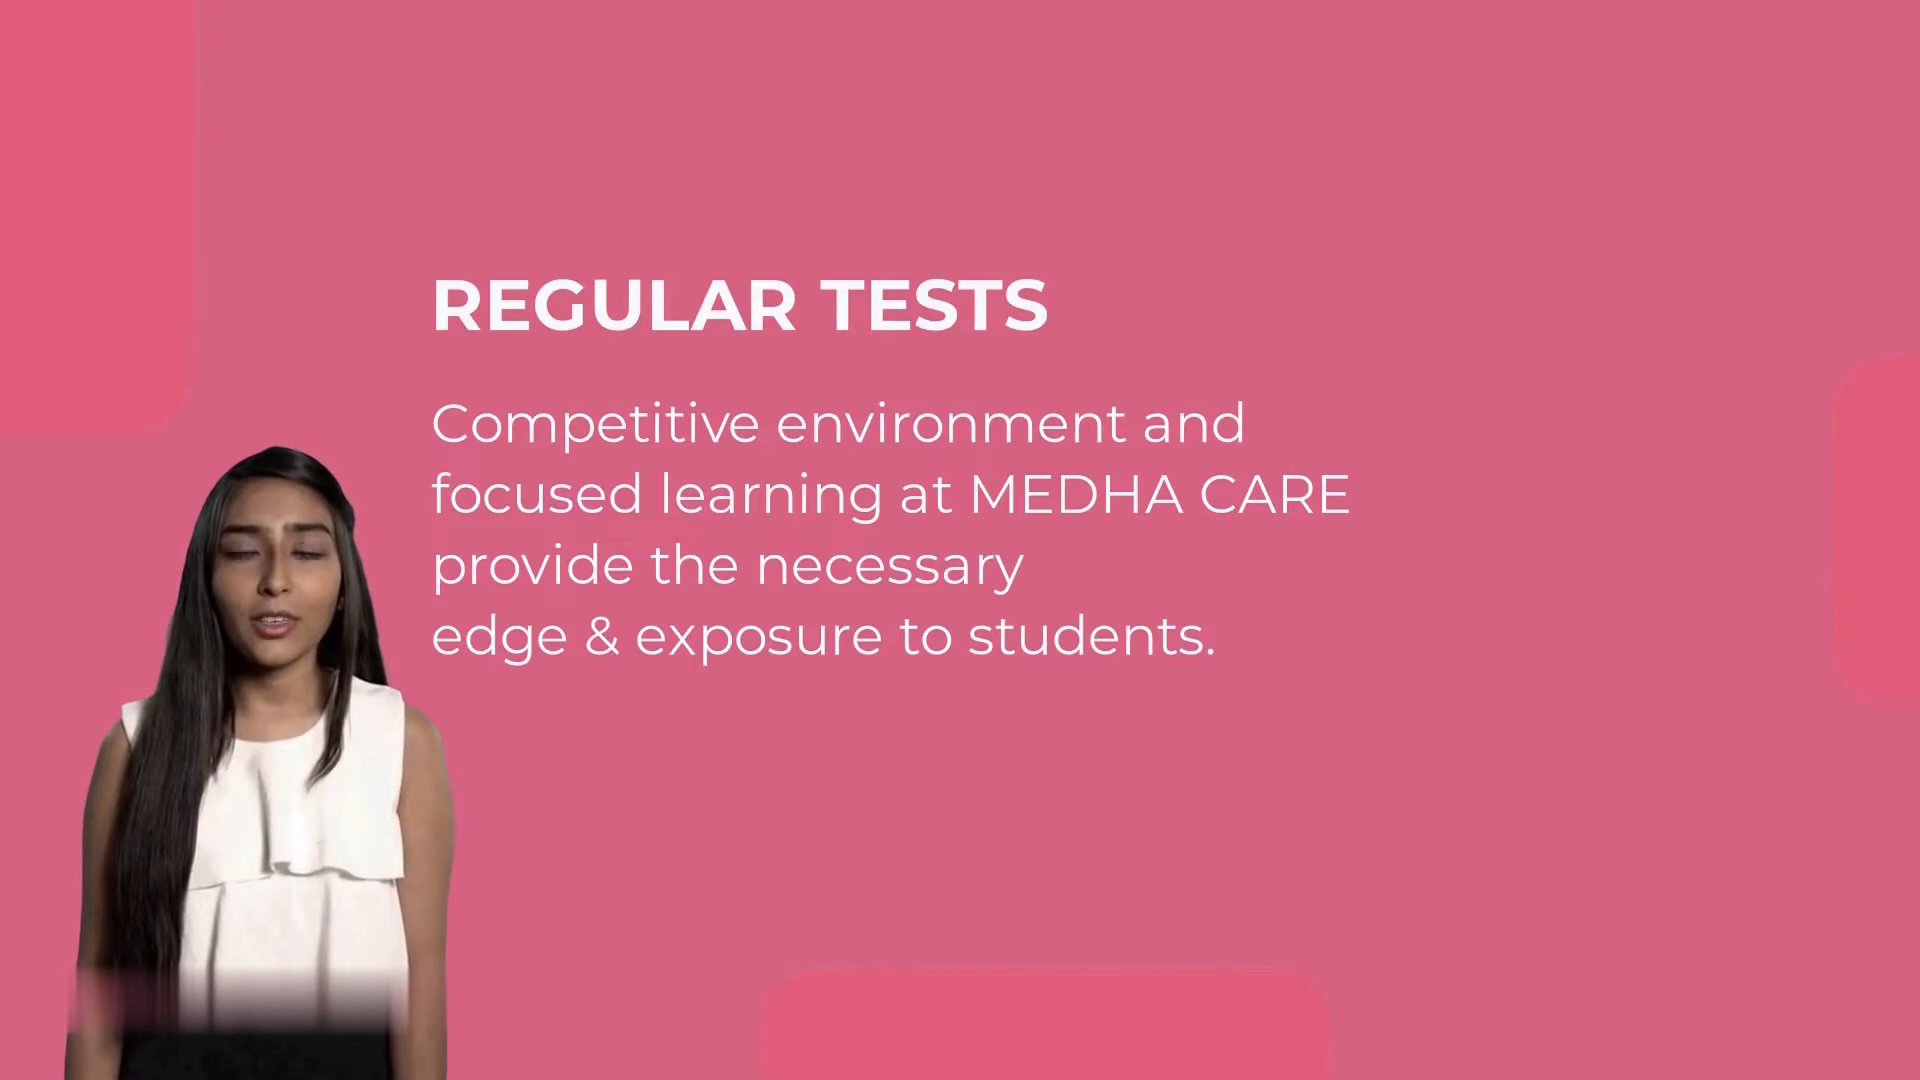 REGULAR TESTS
Competitive environment and
focused learning at MEDHA CARE
provide the necessary
edge & exposure to students.